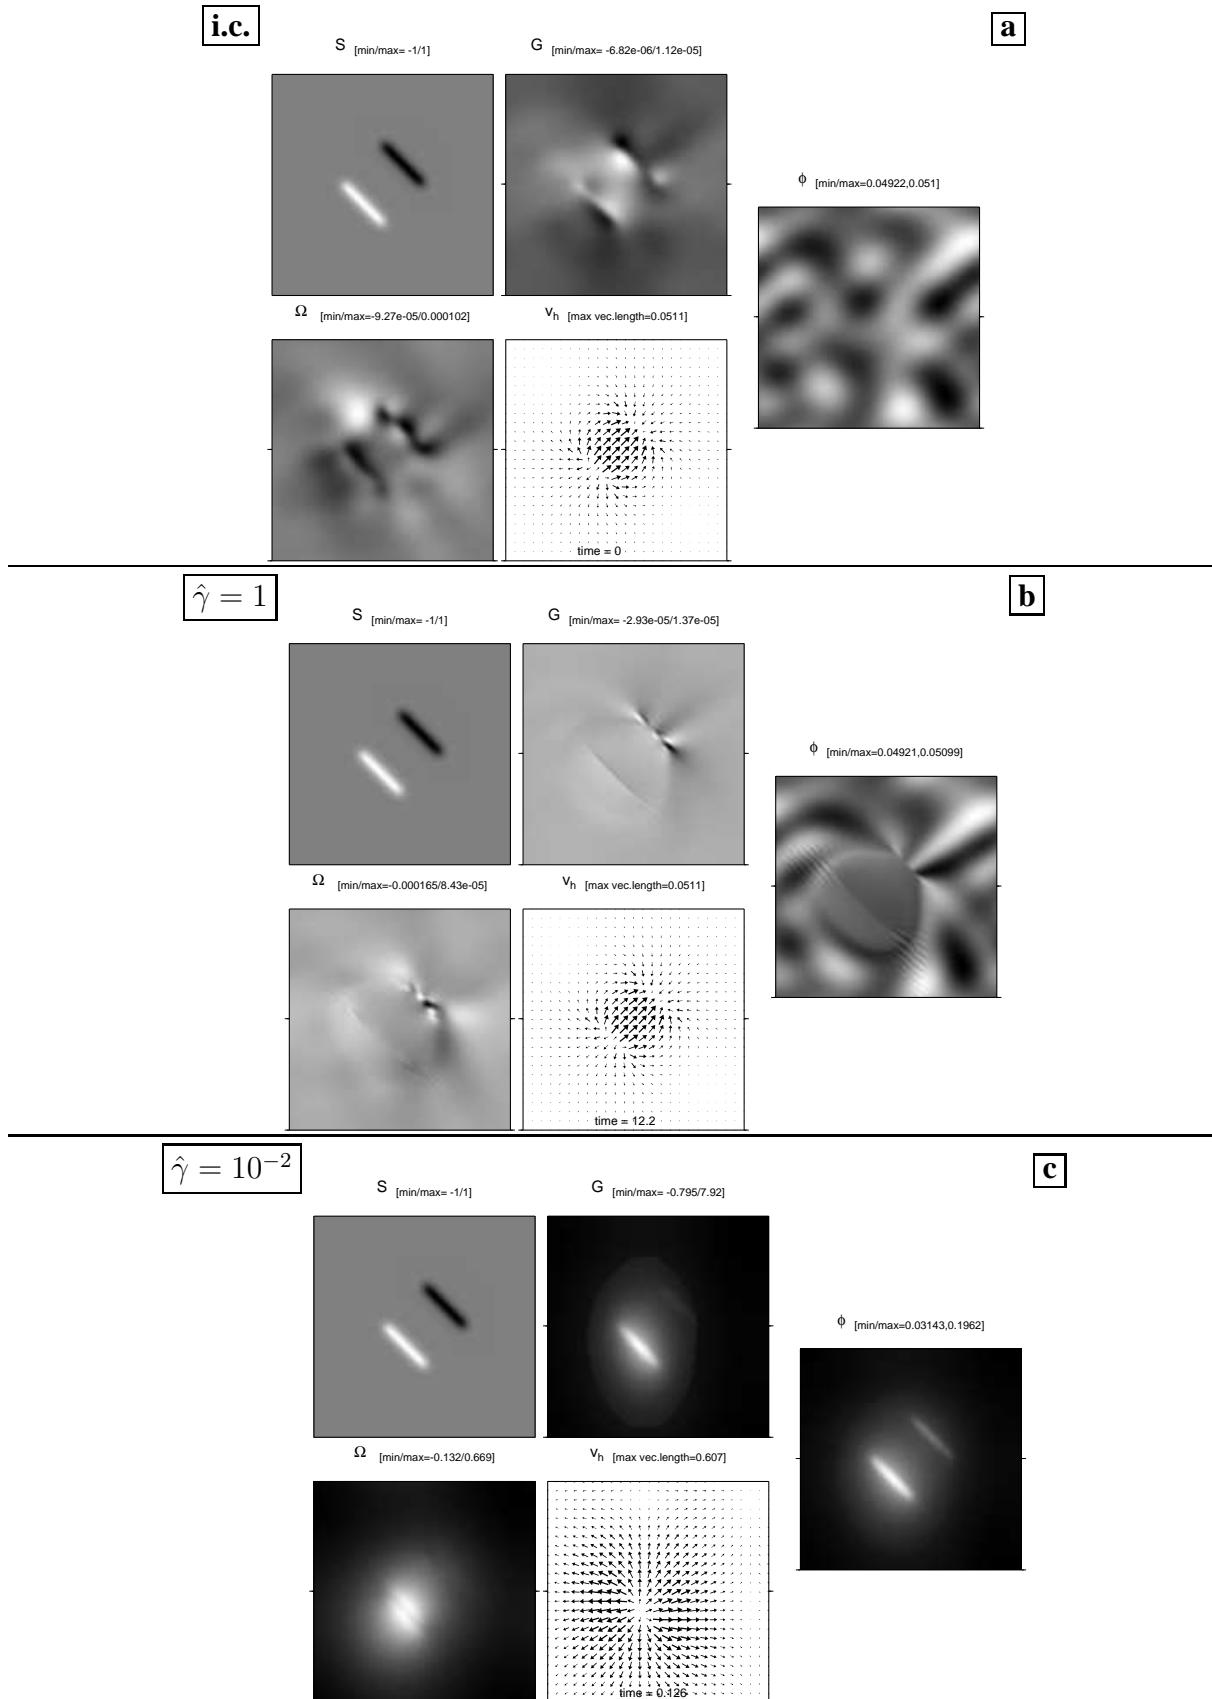 i.c.
a
S [min/max= -1/1]
G [min/max= -6.82e-06/1.12e-05]
ϕ [min/max=0.04922,0.051]
Ω [min/max=-9.27e-05/0.000102]
v_h [max vec.length=0.0511]
time = 0
γ̂ = 1
b
S [min/max= -1/1]
G [min/max= -2.93e-05/1.37e-05]
ϕ [min/max=0.04921,0.05099]
Ω [min/max=-0.000165/8.43e-05]
v_h [max vec.length=0.0511]
time = 12.2
γ̂ = 10⁻²
c
S [min/max= -1/1]
G [min/max= -0.795/7.92]
ϕ [min/max=0.03143,0.1962]
Ω [min/max=-0.132/0.669]
v_h [max vec.length=0.607]
time = 0.126